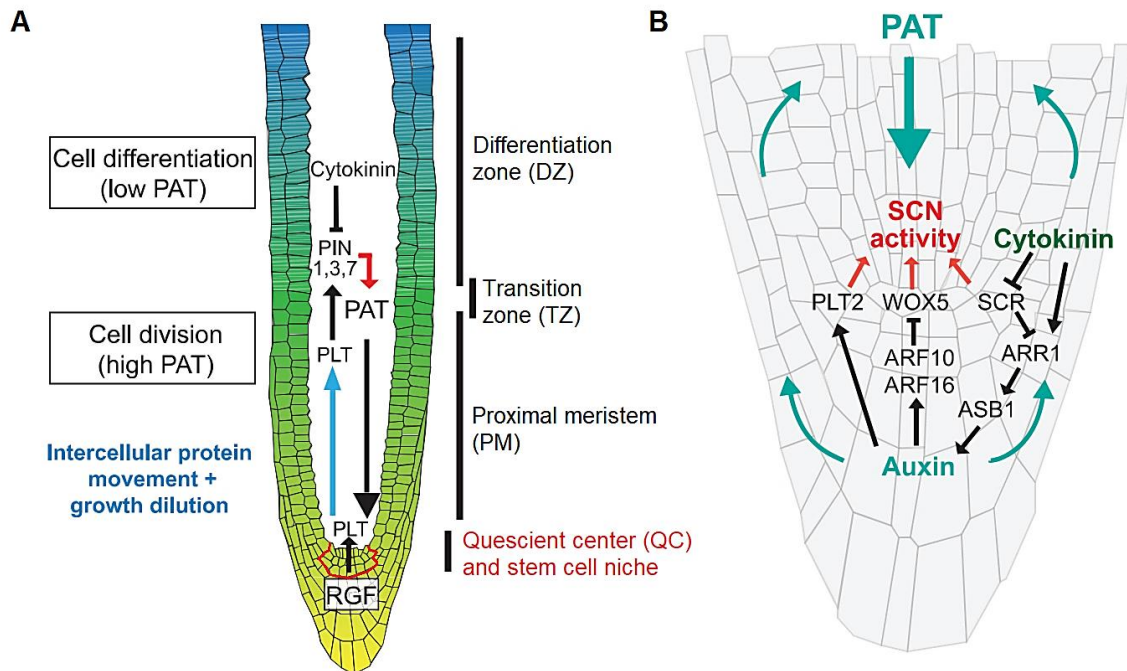 A
Cell differentiation
(low PAT)
Cell division
(high PAT)
Intercellular protein
movement +
growth dilution
Cytokinin
PIN
1,3,7
PAT
PLT
PLT
RGF
Differentiation
zone (DZ)
Transition
zone (TZ)
Proximal meristem
(PM)
Quescient center (QC)
and stem cell niche
B
PAT
SCN
activity
Cytokinin
PLT2 WOX5 SCR
ARF10 ARR1
ARF16
ASB1
Auxin